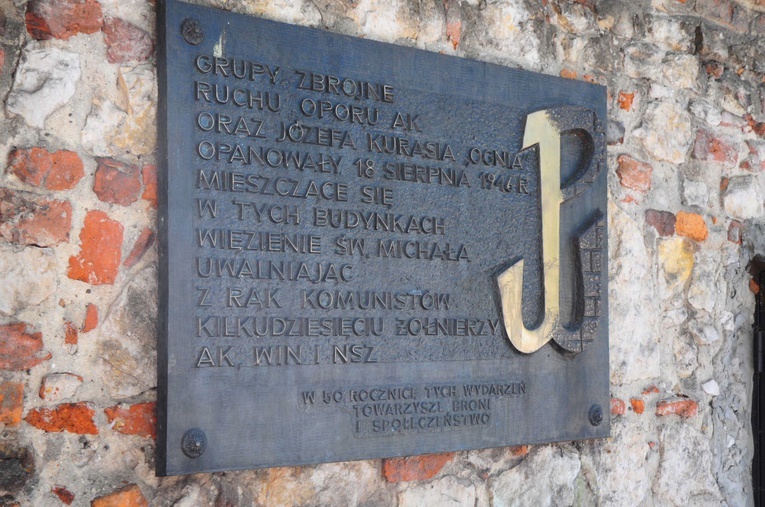 GRUPY ZBROJNE
RUCHU OPORU AK
ORAZ JÓZEFA KURASIA „OGNIA”
OPANOWAŁY 18 SIERPNIA 1946 R.
MIESZCZĄCE SIĘ
W TYCH BUDYNKACH
WIĘZIENIE ŚW. MICHAŁA
UWALNIAJĄC
Z RĄK KOMUNISTÓW
KILKUDZIESIĘCIU ŻOŁNIERZY
AK, WIN I NSZ
W 50 ROCZNICĘ TYCH WYDARZEŃ
TOWARZYSZE BRONI
I SPOŁECZEŃSTWO